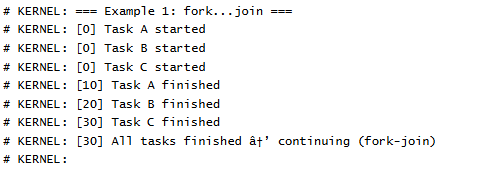 # KERNEL: === Example 1: fork...join ===
# KERNEL: [0] Task A started
# KERNEL: [0] Task B started
# KERNEL: [0] Task C started
# KERNEL: [10] Task A finished
# KERNEL: [20] Task B finished
# KERNEL: [30] Task C finished
# KERNEL: [30] All tasks finished â†’ continuing (fork-join)
# KERNEL: